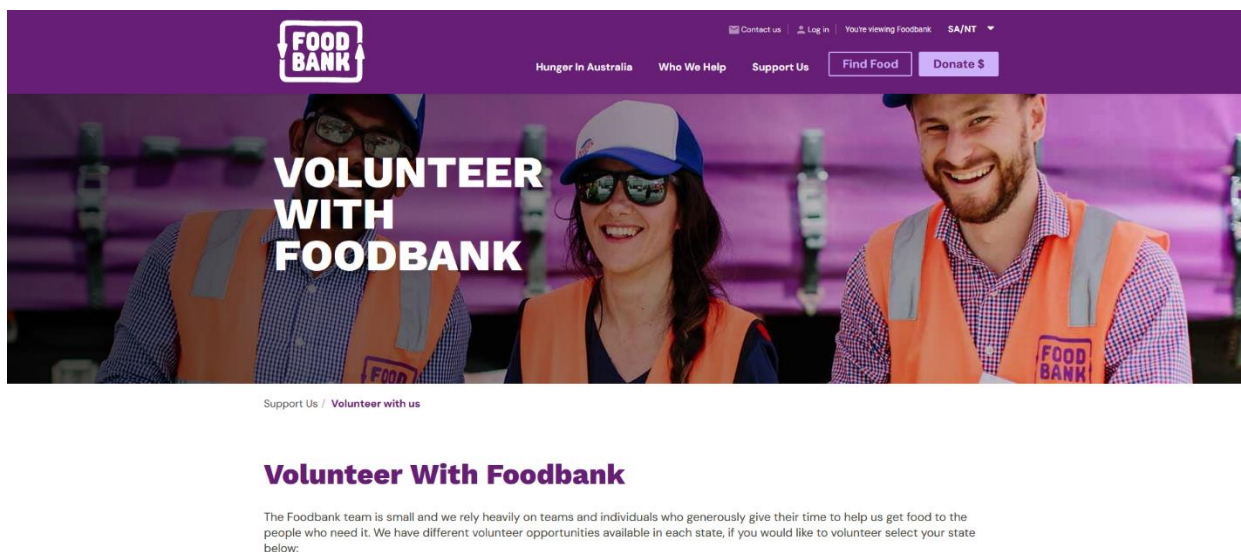 FOOD
BANK
Contact us
Log in
You're viewing Foodbank
SA/NT
Hunger In Australia
Who We Help
Support Us
Find Food
Donate $
VOLUNTEER
WITH
FOODBANK
FOOD
FOOD
BANK
Support Us / Volunteer with us
Volunteer With Foodbank
The Foodbank team is small and we rely heavily on teams and individuals who generously give their time to help us get food to the
people who need it. We have different volunteer opportunities available in each state, if you would like to volunteer select your state
below: